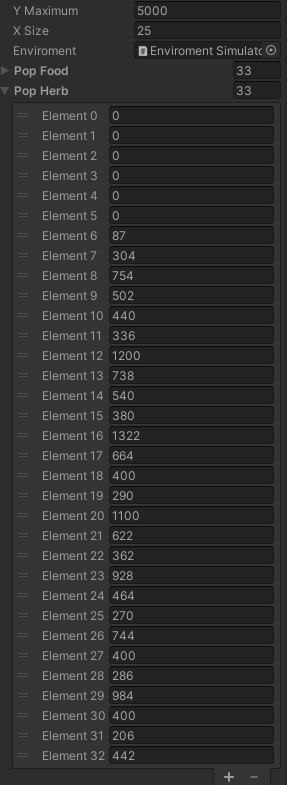 Y Maximum 5000
X Size 25
Enviroment # Enviroment Simulato
Pop Food 33
Pop Herb 33
Element 0 0
Element 1 0
Element 2 0
Element 3 0
Element 4 0
Element 5 0
Element 6 87
Element 7 304
Element 8 754
Element 9 502
Element 10 440
Element 11 336
Element 12 1200
Element 13 738
Element 14 540
Element 15 380
Element 16 1322
Element 17 664
Element 18 400
Element 19 290
Element 20 1100
Element 21 622
Element 22 362
Element 23 928
Element 24 464
Element 25 270
Element 26 744
Element 27 400
Element 28 286
Element 29 984
Element 30 400
Element 31 206
Element 32 442
+ −